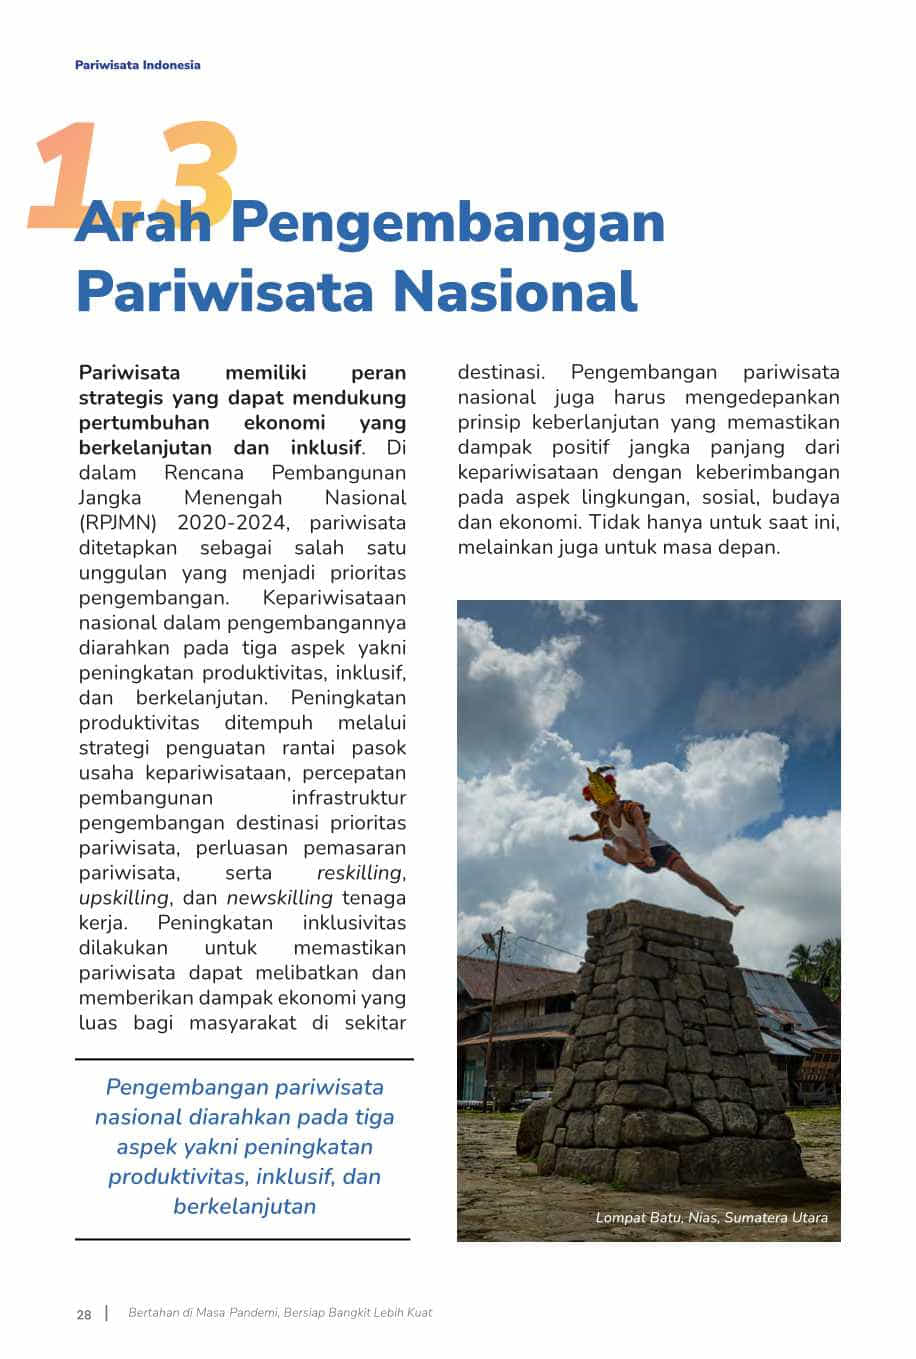 Pariwisata Indonesia
1.3
Arah Pengembangan
Pariwisata Nasional
Pariwisata memiliki peran
strategis yang dapat mendukung
pertumbuhan ekonomi yang
berkelanjutan dan inklusif. Di
dalam Rencana Pembangunan
Jangka Menengah Nasional
(RPJMN) 2020-2024, pariwisata
ditetapkan sebagai salah satu
unggulan yang menjadi prioritas
pengembangan. Kepariwisataan
nasional dalam pengembangannya
diarahkan pada tiga aspek yakni
peningkatan produktivitas, inklusif,
dan berkelanjutan. Peningkatan
produktivitas ditempuh melalui
strategi penguatan rantai pasok
usaha kepariwisataan, percepatan
pembangunan infrastruktur
pengembangan destinasi prioritas
pariwisata, perluasan pemasaran
pariwisata, serta reskilling,
upskilling, dan newskilling tenaga
kerja. Peningkatan inklusivitas
dilakukan untuk memastikan
pariwisata dapat melibatkan dan
memberikan dampak ekonomi yang
luas bagi masyarakat di sekitar
destinasi. Pengembangan pariwisata
nasional juga harus mengedepankan
prinsip keberlanjutan yang memastikan
dampak positif jangka panjang dari
kepariwisataan dengan keberimbangan
pada aspek lingkungan, sosial, budaya
dan ekonomi. Tidak hanya untuk saat ini,
melainkan juga untuk masa depan.
Pengembangan pariwisata
nasional diarahkan pada tiga
aspek yakni peningkatan
produktivitas, inklusif, dan
berkelanjutan
Lompat Batu, Nias, Sumatera Utara
28 | Bertahan di Masa Pandemi, Bersiap Bangkit Lebih Kuat